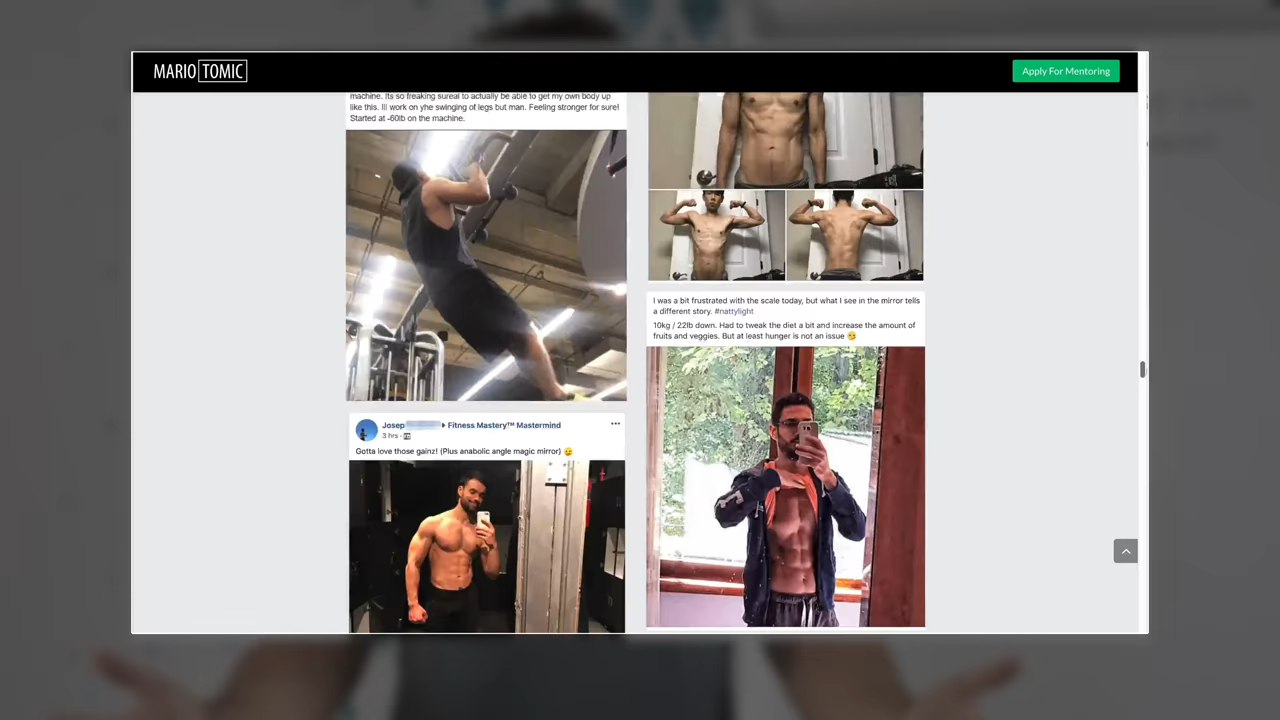 MARIO TOMIC
Apply For Mentoring
machine. Its so freaking sureal to actually be able to get my own body up
like this. Ill work on yhe swinging of legs but man. Feeling stronger for sure!
Started at -60lb on the machine.
I was a bit frustrated with the scale today, but what I see in the mirror tells
a different story. #nattylight
10kg / 22lb down. Had to tweak the diet a bit and increase the amount of
fruits and veggies. But at least hunger is not an issue
Josep
Fitness Mastery™ Mastermind
3 hrs ·
Gotta love those gainz! (Plus anabolic angle magic mirror)